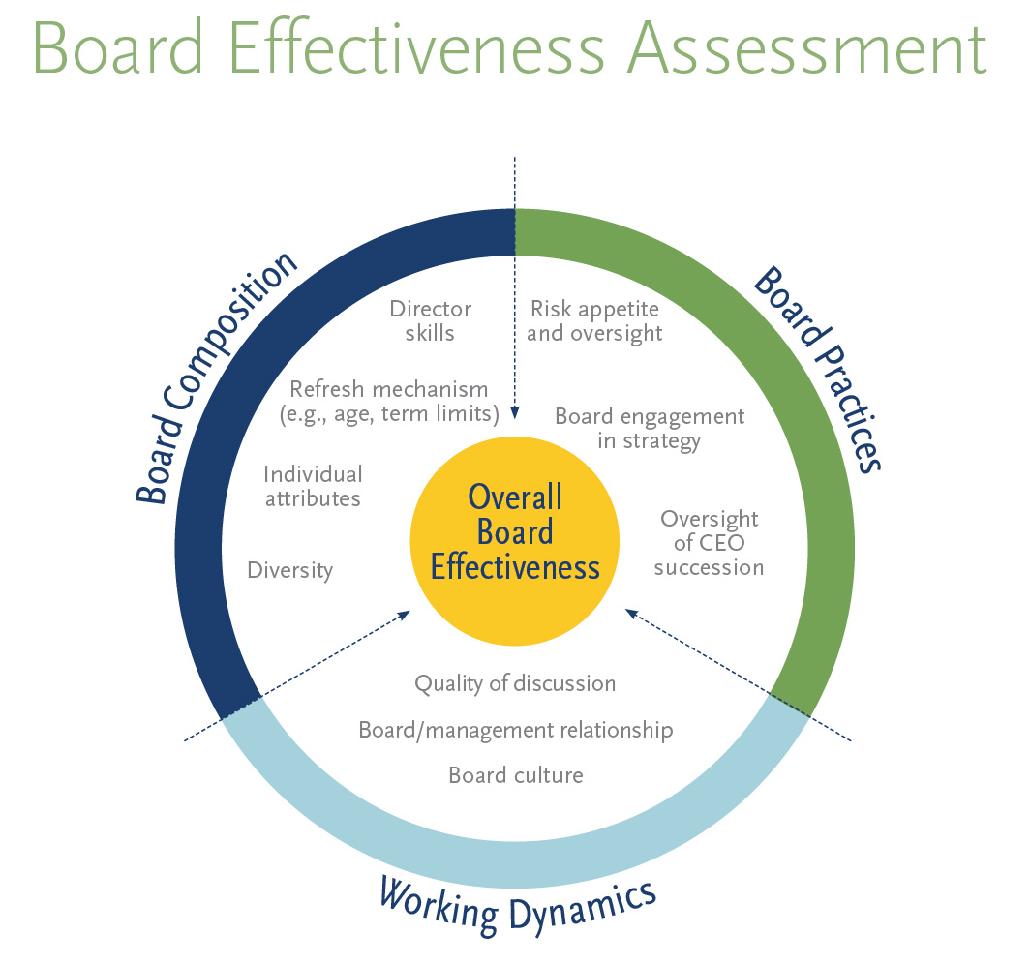 Board Effectiveness Assessment
Board Composition
Director
skills
Refresh mechanism
(e.g., age, term limits)
Individual
attributes
Diversity
Board Practices
Risk appetite
and oversight
Board engagement
in strategy
Oversight
of CEO
succession
Overall
Board
Effectiveness
Quality of discussion
Board/management relationship
Board culture
Working Dynamics